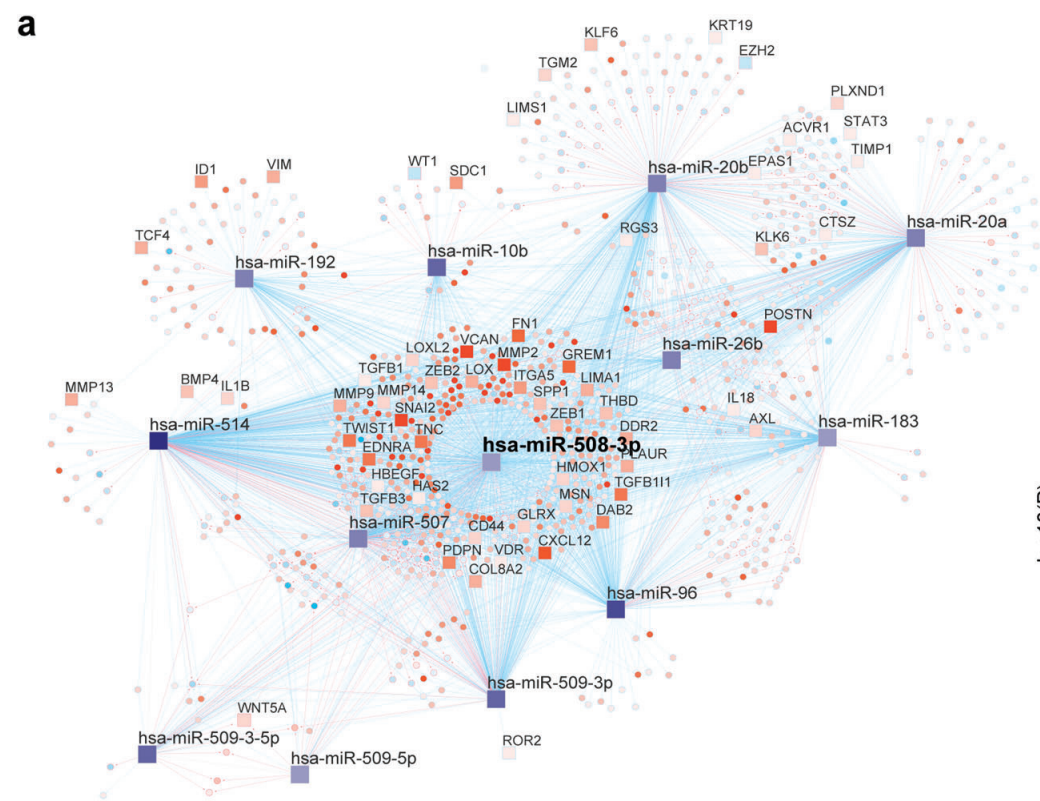 a
KRT19
KLF6
EZH2
TGM2
PLXND1
LIMS1
STAT3
ACVR1
TIMP1
WT1
SDC1
ID1
VIM
hsa-miR-20b
EPAS1
hsa-miR-20a
CTSZ
RGS3
KLK6
TCF4
hsa-miR-10b
hsa-miR-192
POSTN
FN1
VCAN
hsa-miR-26b
LOXL2
MMP2
GREM1
TGFB1
ZEB2
LOX
ITGA5
LIMA1
MMP13
BMP4
IL1B
MMP9
MMP14
SPP1
THBD
IL18
SNAI2
ZEB1
AXL
hsa-miR-183
hsa-miR-514
TWIST1
TNC
DDR2
EDNRA
hsa-miR-508-3p
PLAUR
HBEGF
HAS2
HMOX1
TGFB1I1
TGFB3
MSN
hsa-miR-507
CD44
GLRX
DAB2
PDPN
VDR
CXCL12
COL8A2
hsa-miR-96
hsa-miR-509-3p
WNT5A
hsa-miR-509-3-5p
hsa-miR-509-5p
ROR2